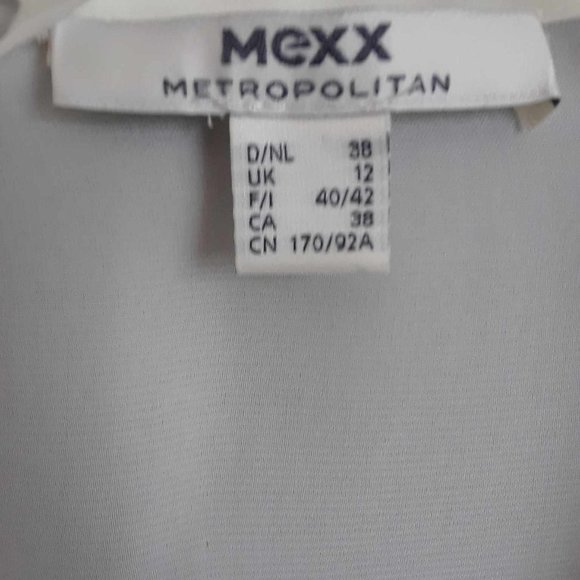 MeXX
METROPOLITAN
D/NL 38
UK 12
F/I 40/42
CA 38
CN 170/92A